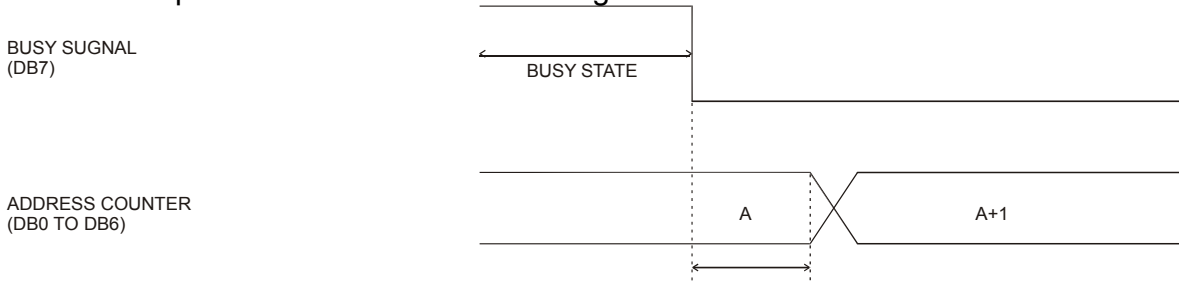 BUSY SUGNAL
(DB7)
BUSY STATE
ADDRESS COUNTER
(DB0 TO DB6)
A
A+1